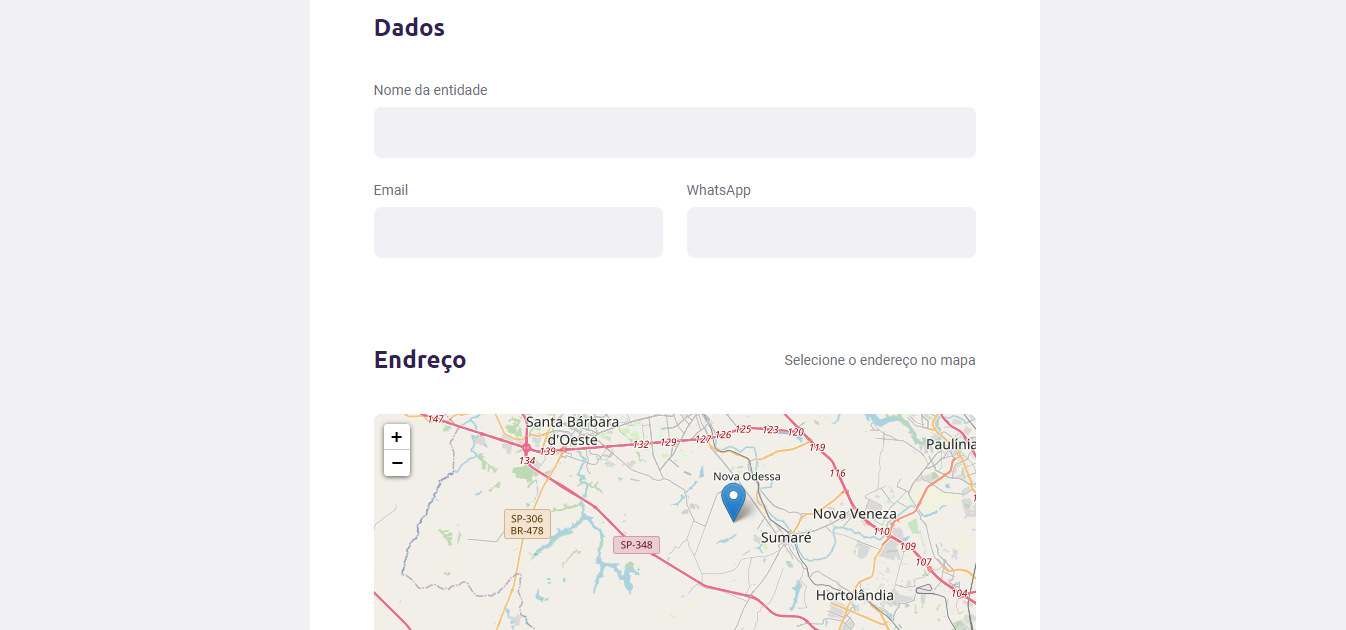 Dados
Nome da entidade
Email WhatsApp
Endreço Selecione o endereço no mapa
+
−
147
Santa Bárbara
d'Oeste
134
139
132
129
127
126
125
123
120
119
116
Paulínia
Nova Odessa
SP-306
BR-478
Nova Veneza
110
Sumaré
SP-348
109
107
104
Hortolândia